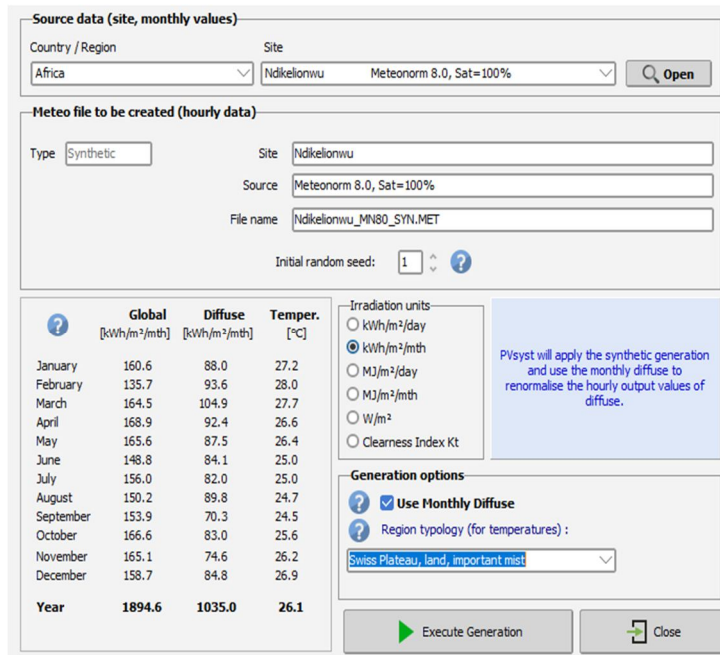 Source data (site, monthly values)
Country / Region Site
Africa Ndikelionwu Meteonorm 8.0, Sat=100% Open
Meteo file to be created (hourly data)
Type Synthetic Site Ndikelionwu
Source Meteonorm 8.0, Sat=100%
File name Ndikelionwu_MN80_SYN.MET
Initial random seed: 1 ?
? Global Diffuse Temper.
[kWh/m²/mth] [kWh/m²/mth] [°C]
January 160.6 88.0 27.2
February 135.7 93.6 28.0
March 164.5 104.9 27.7
April 168.9 92.4 26.6
May 165.6 87.5 26.4
June 148.8 84.1 25.0
July 156.0 82.0 25.0
August 150.2 89.8 24.7
September 153.9 70.3 24.5
October 166.6 83.0 25.6
November 165.1 74.6 26.2
December 158.7 84.8 26.9
Year 1894.6 1035.0 26.1
Irradiation units
kWh/m²/day
kWh/m²/mth
MJ/m²/day
MJ/m²/mth
W/m²
Clearness Index Kt
PVsyst will apply the synthetic generation
and use the monthly diffuse to
renormalise the hourly output values of
diffuse.
Generation options
? Use Monthly Diffuse
? Region typology (for temperatures) :
Swiss Plateau, land, important mist
Execute Generation Close